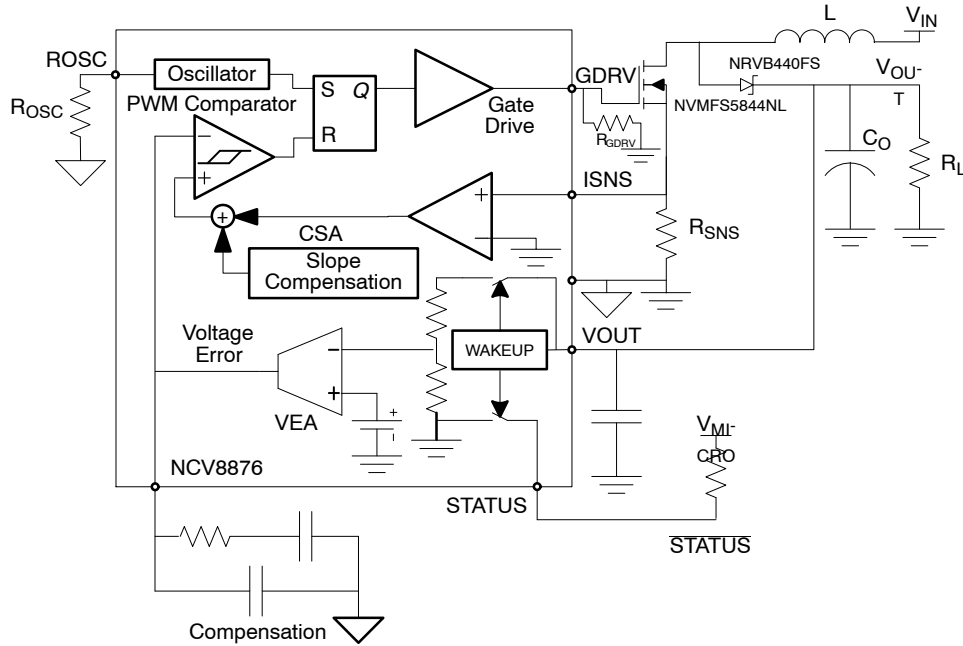 L
V_IN
ROSC
Oscillator
NRVB440FS
GDRV
V_OU-
T
R_OSC
PWM Comparator
S Q
R
Gate
Drive
NVMFS5844NL
R_GDRV
C_O
R_L
−
+
ISNS
+
+
−
CSA
R_SNS
Slope
Compensation
VOUT
Voltage
Error
WAKEUP
−
+
+
−
VEA
V_MI-
CRO
NCV8876
STATUS
STATUS
Compensation